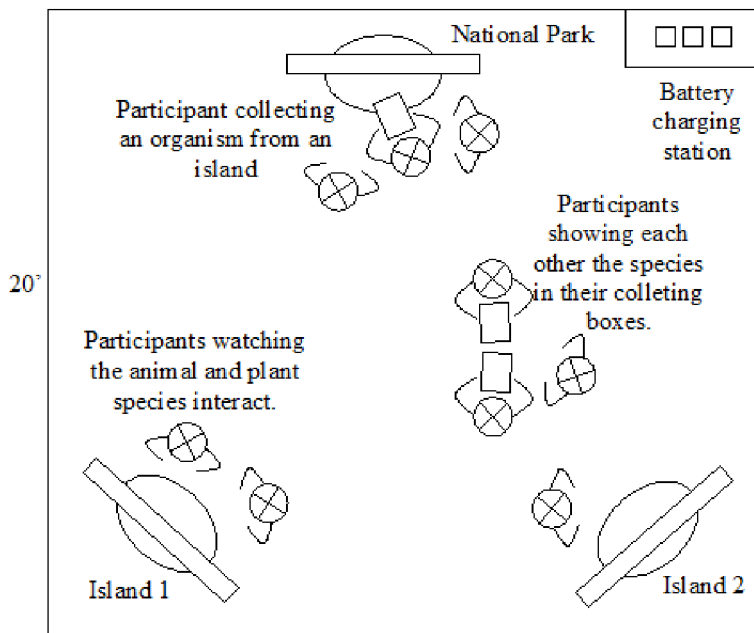 National Park
Battery
charging
station
Participant collecting
an organism from an
island
Participants
showing each
other the species
in their colleting
boxes.
20'
Participants watching
the animal and plant
species interact.
Island 1
Island 2